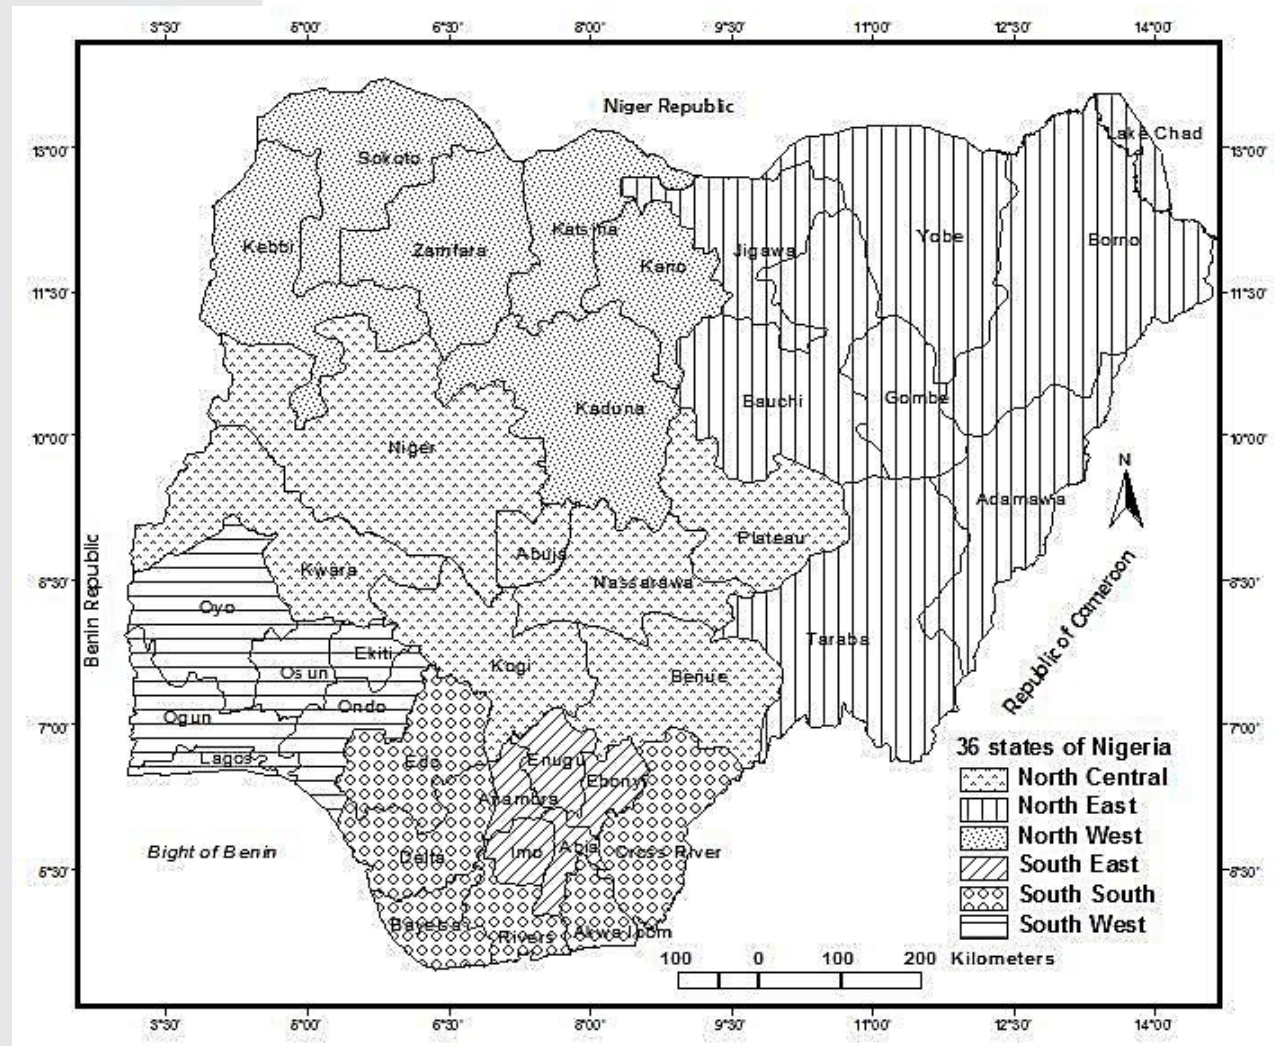 3°30' 5°00' 6°30' 8°00' 9°30' 11°00' 12°30' 14°00'
Niger Republic
Lake Chad
13°00' 13°00'
Sokoto
Katsina
Kebbi
Zamfara
Kano
Jigawa
Yobe
Borno
11°30' 11°30'
Kaduna
Bauchi
Gombe
10°00' 10°00'
Niger
N
Adamawa
Plateau
Abuja
Nassarawa
Kwara
8°30' 8°30'
Benin Republic
Oyo
Republic of Cameroon
Taraba
Ekiti
Osun
Kogi
Benue
Ondo
Ogun
7°00' 7°00'
Lagos
Edo
Enugu
Ebonyi
Anambra
Bight of Benin
Delta
Imo
Abia
Cross River
5°30' 5°30'
Bayelsa
Rivers
Akwa Ibom
36 states of Nigeria
North Central
North East
North West
South East
South South
South West
100 0 100 200 Kilometers
3°30' 5°00' 6°30' 8°00' 9°30' 11°00' 12°30' 14°00'